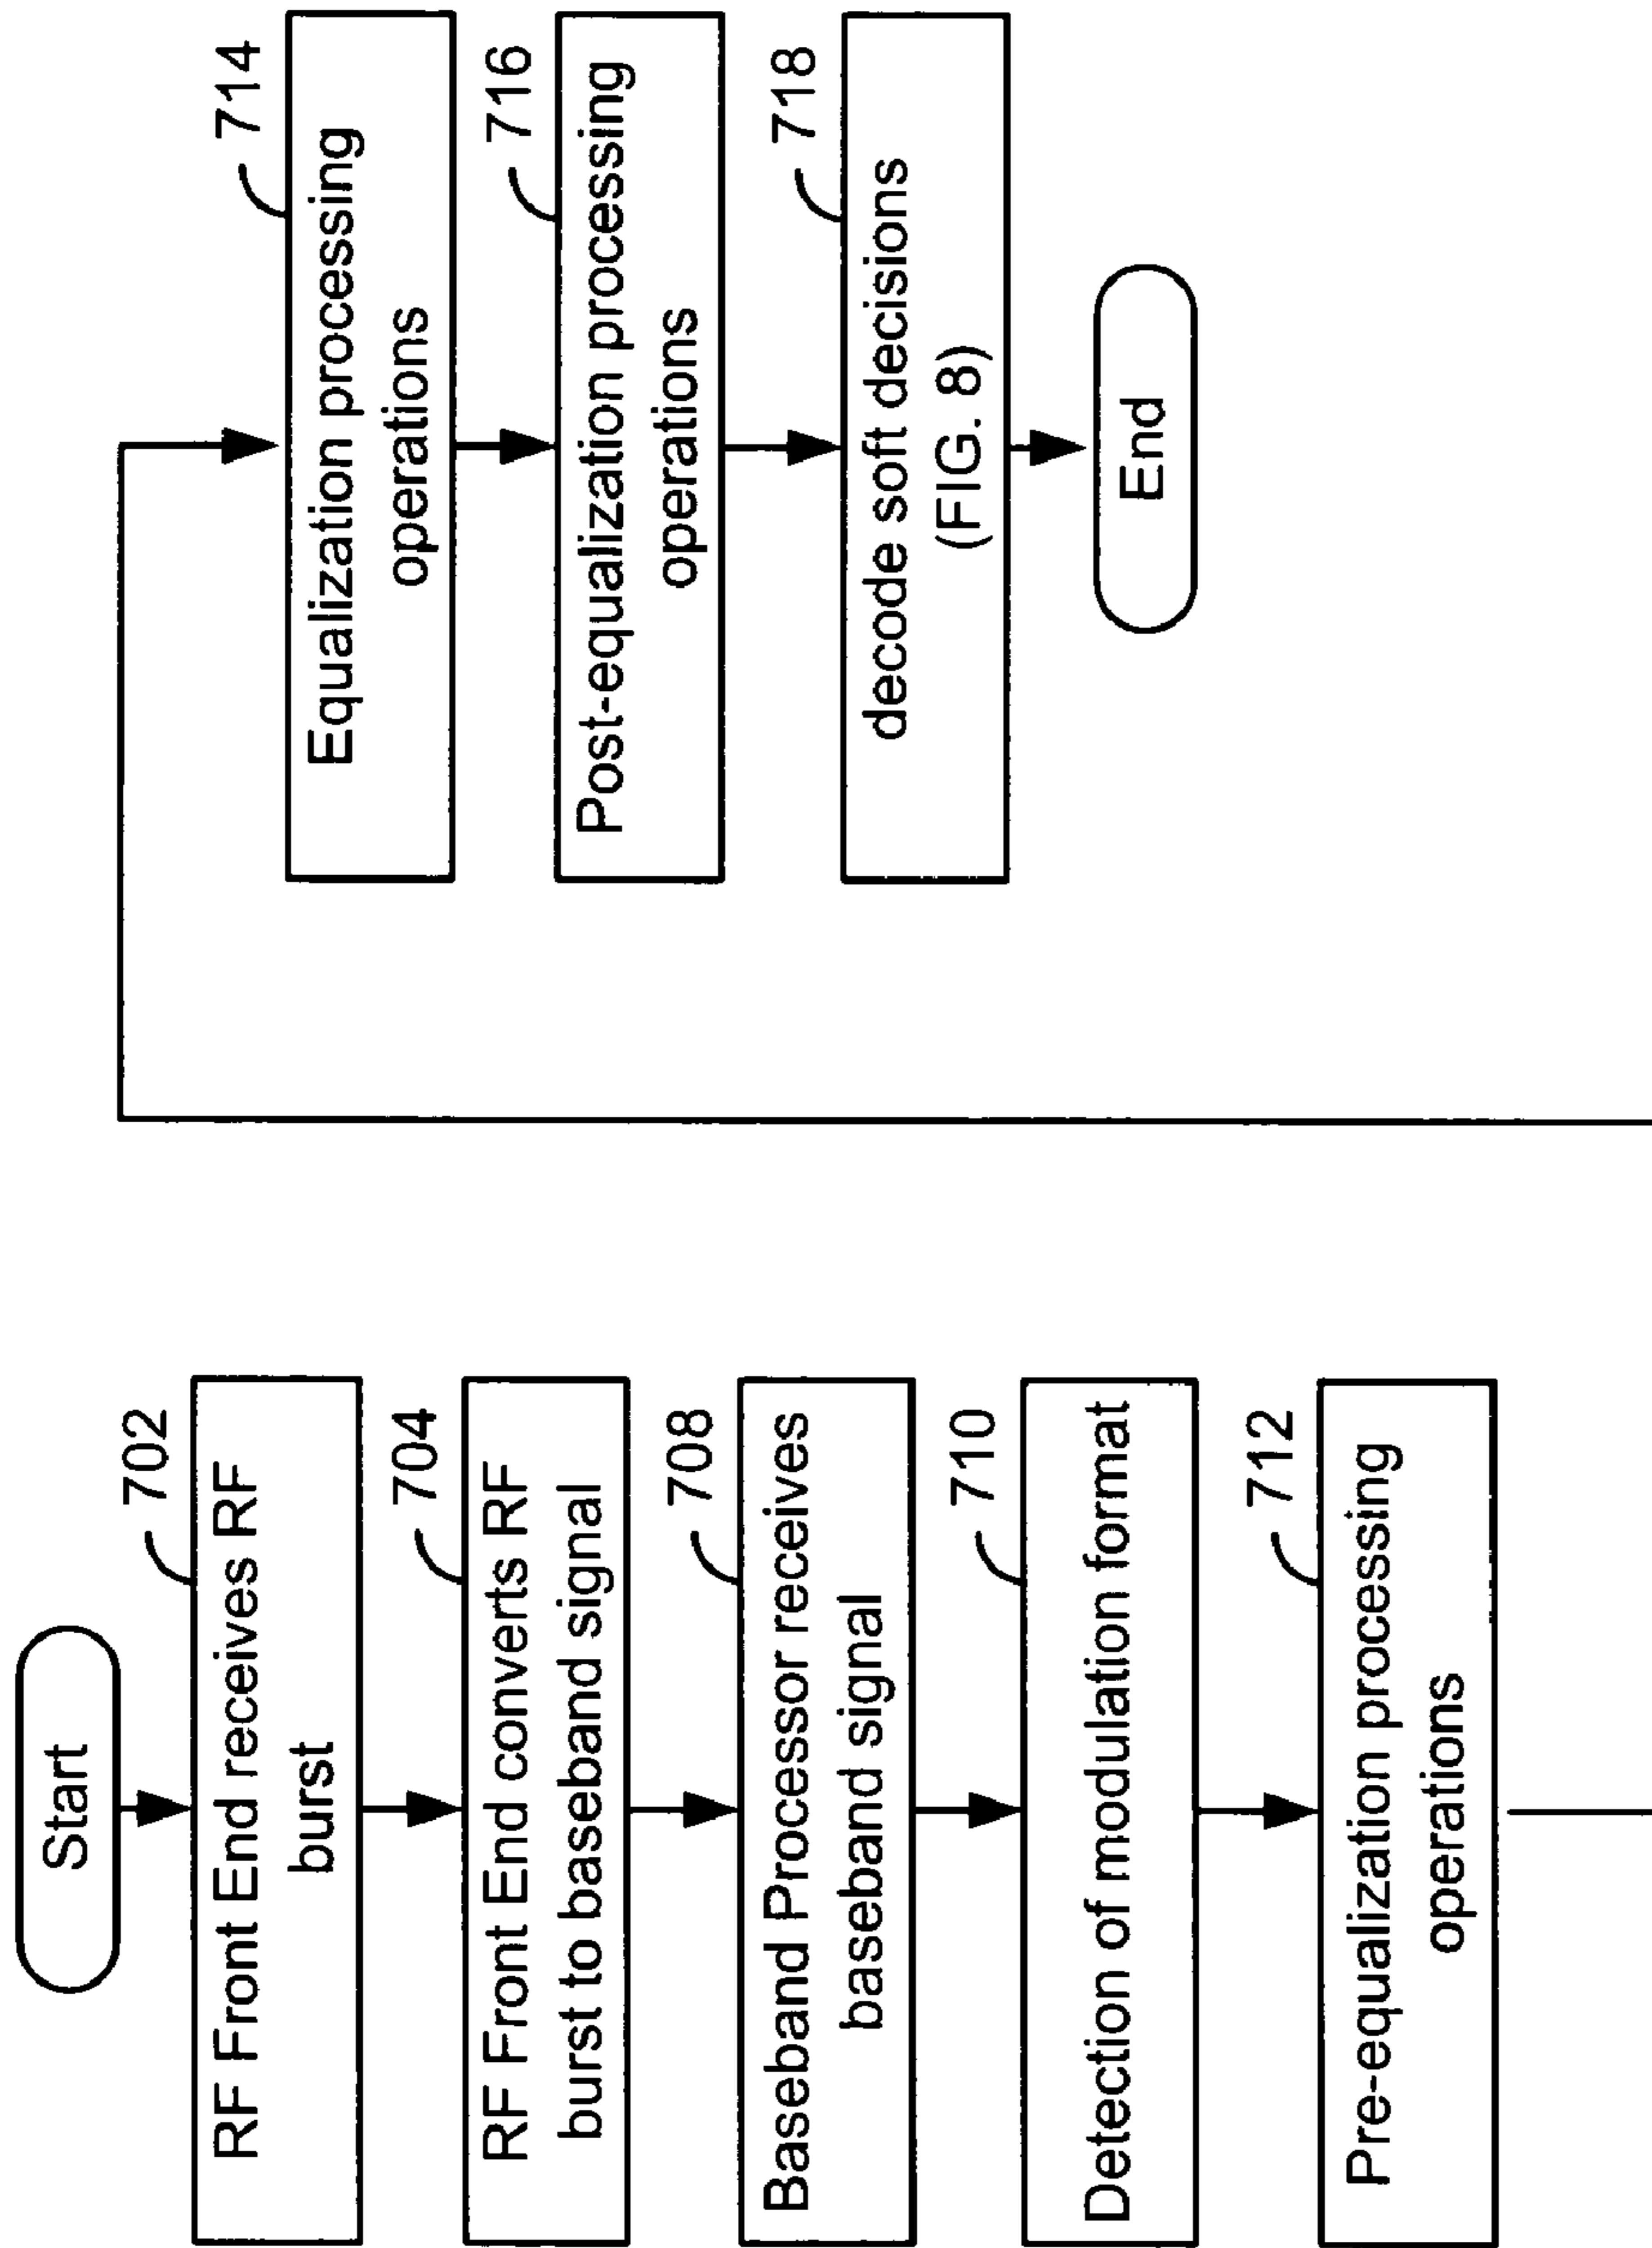 Start
702
RF Front End receives RF
burst
704
RF Front End converts RF
burst to baseband signal
708
Baseband Processor receives
baseband signal
710
Detection of modulation format
712
Pre-equalization processing
operations
714
Equalization processing
operations
716
Post-equalization processing
operations
718
decode soft decisions
(FIG. 8)
End